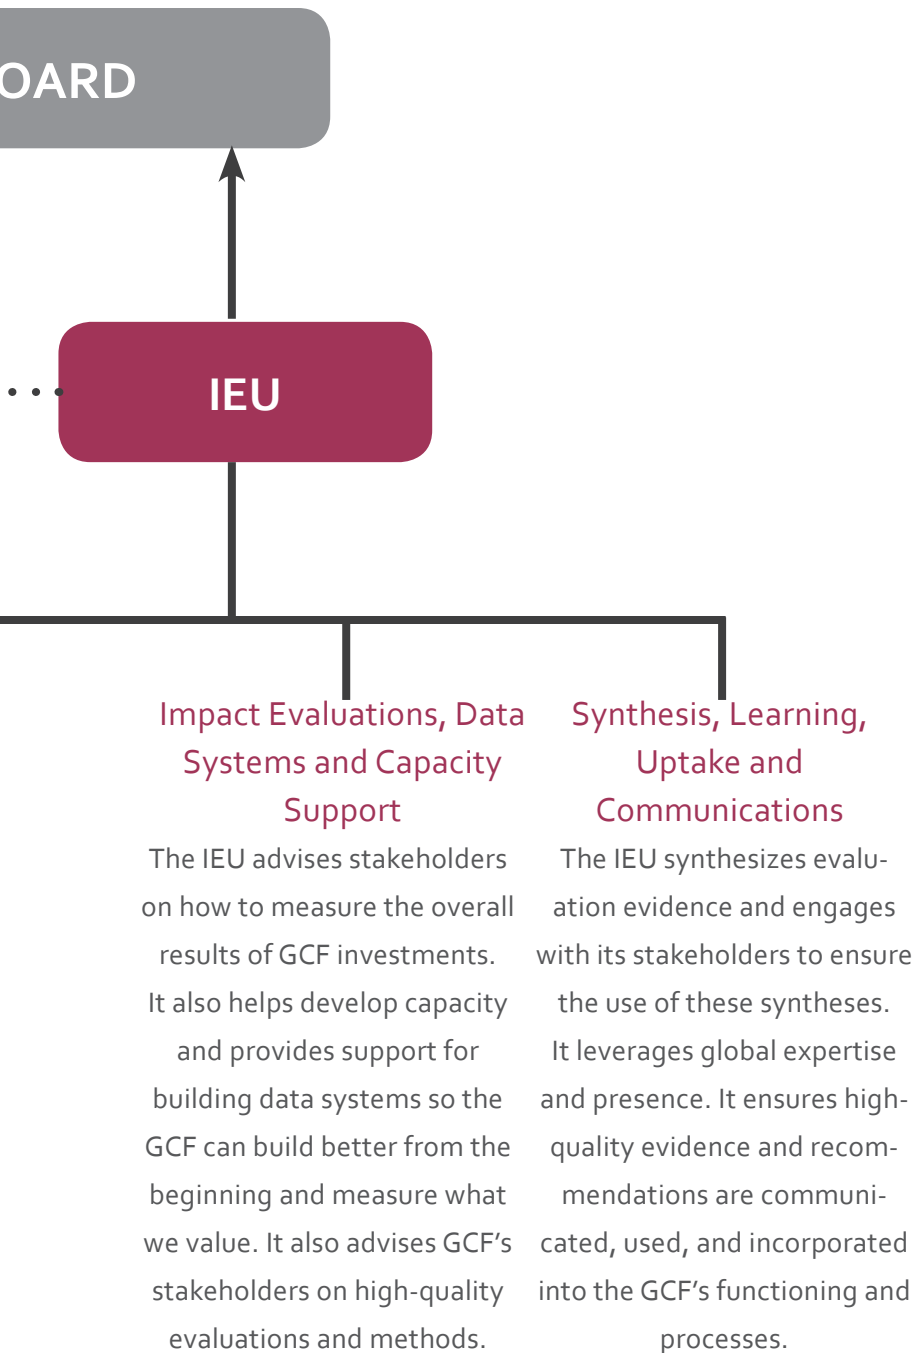 OARD
IEU
Impact Evaluations, Data
Systems and Capacity
Support
The IEU advises stakeholders
on how to measure the overall
results of GCF investments.
It also helps develop capacity
and provides support for
building data systems so the
GCF can build better from the
beginning and measure what
we value. It also advises GCF’s
stakeholders on high-quality
evaluations and methods.
Synthesis, Learning,
Uptake and
Communications
The IEU synthesizes evalu-
ation evidence and engages
with its stakeholders to ensure
the use of these syntheses.
It leverages global expertise
and presence. It ensures high-
quality evidence and recom-
mendations are communi-
cated, used, and incorporated
into the GCF’s functioning and
processes.